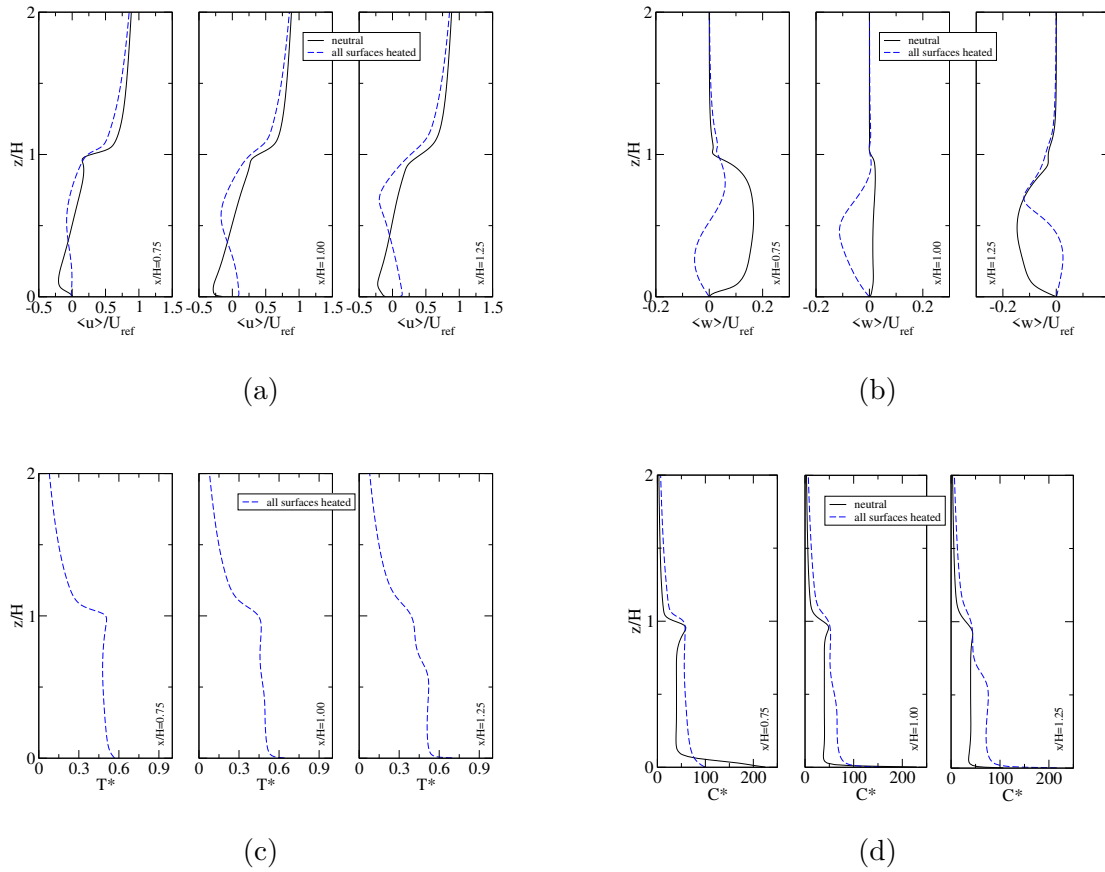 2
1
0
z/H
-0.5 0 0.5 1 1.5
<u>/U_ref
x/H=0.75
-0.5 0 0.5 1 1.5
<u>/U_ref
x/H=1.00
-0.5 0 0.5 1 1.5
<u>/U_ref
x/H=1.25
neutral
all surfaces heated
(a)
2
1
0
z/H
0 0.2
<w>/U_ref
x/H=0.75
-0.2 0 0.2
<w>/U_ref
x/H=1.00
-0.2 0
<w>/U_ref
x/H=1.25
neutral
all surfaces heated
(b)
2
1
0
z/H
0 0.3 0.6 0.9
T*
x/H=0.75
0 0.3 0.6 0.9
T*
x/H=1.00
0 0.3 0.6 0.9
T*
x/H=1.25
all surfaces heated
(c)
2
1
0
z/H
0 100 200
C*
x/H=0.75
0 100 200
C*
x/H=1.00
0 100 200
C*
x/H=1.25
neutral
all surfaces heated
(d)